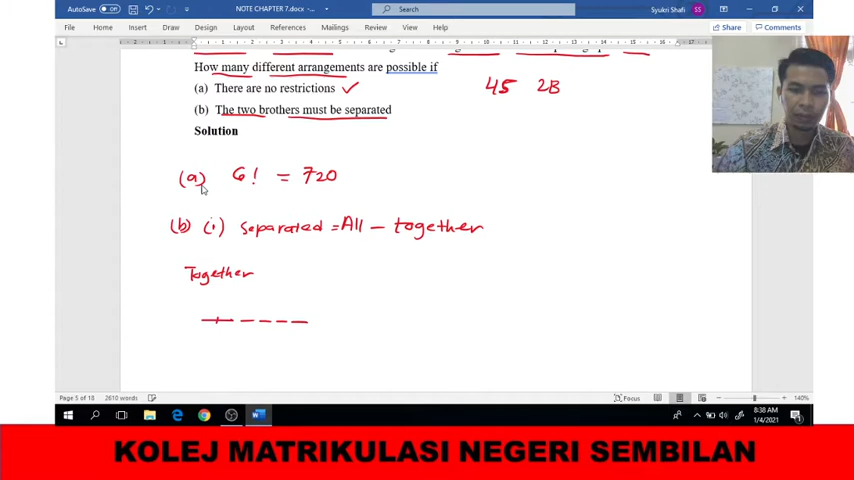 AutoSave Off NOTE CHAPTER 7.docx... Search Syukri Shafi SS
File Home Insert Draw Design Layout References Mailings Review View Help Share Comments
How many different arrangements are possible if
(a) There are no restrictions ✓ 4S 2B
(b) The two brothers must be separated
Solution
(a) 6! = 720
(b) (i) separated = All - together
Together
Page 5 of 18 2610 words Focus 140%
8:38 AM
1/4/2021
KOLEJ MATRIKULASI NEGERI SEMBILAN